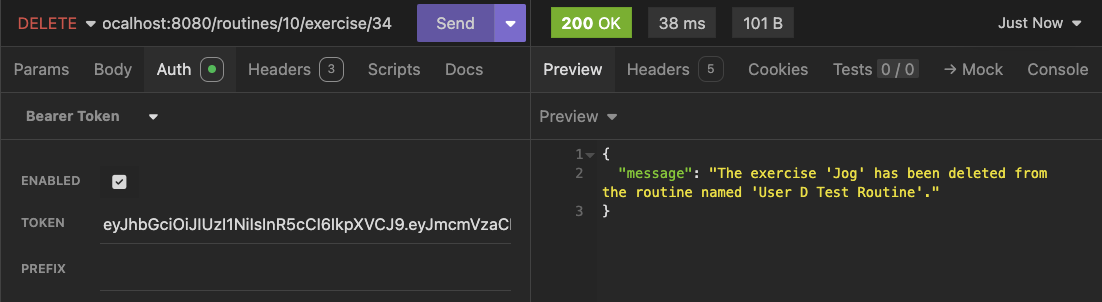 DELETE ocalhost:8080/routines/10/exercise/34 Send 200 OK 38 ms 101 B Just Now
Params Body Auth Headers 3 Scripts Docs Preview Headers 5 Cookies Tests 0 / 0 → Mock Console
Bearer Token Preview
ENABLED
TOKEN eyJhbGciOiJIUzI1NiIsInR5cCI6IkpXVCJ9.eyJmcmVzaC
PREFIX
1 {
2 "message": "The exercise 'Jog' has been deleted from
the routine named 'User D Test Routine'."
3 }